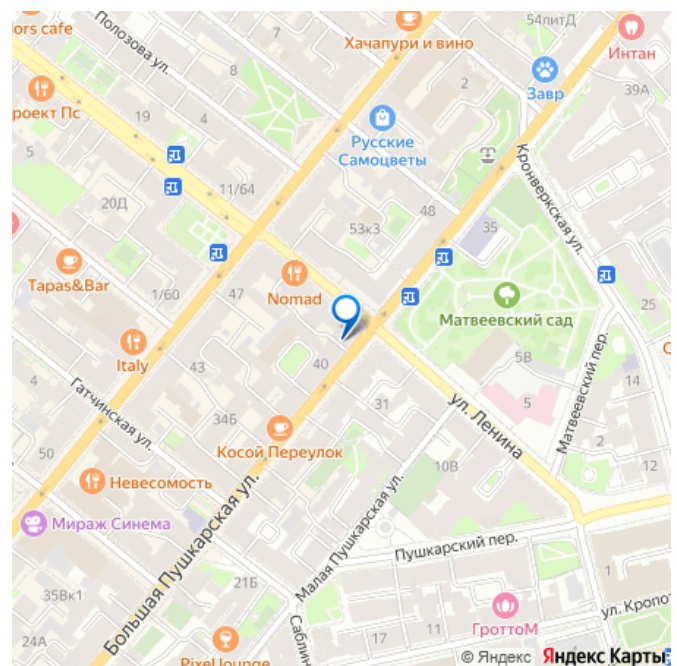 54литД
ors cafe
Полозова ул.
Хачапури и вино
Интан
8
7
2
Завр
39А
роект Пс
19
4
Русские
Самоцветы
Кронверкская ул.
5
20Д
11/64
48
35
53к3
Tapas&Bar
1/60
47
Nomad
Матвеевский сад
25
Italy
43
40
5В
Матвеевский пер.
14
Гатчинская ул.
34Б
31
5
ул. Ленина
Косой Переулок
2
50
Невесомость
10В
12
Мираж Синема
Большая Пушкарская ул.
Малая Пушкарская ул.
Пушкарский пер.
35Вк1
21Б
1
ГроттоМ
ул. Кропот
24А
Саблин
17
11
Pixel lounge
© Яндекс Яндекс Карты